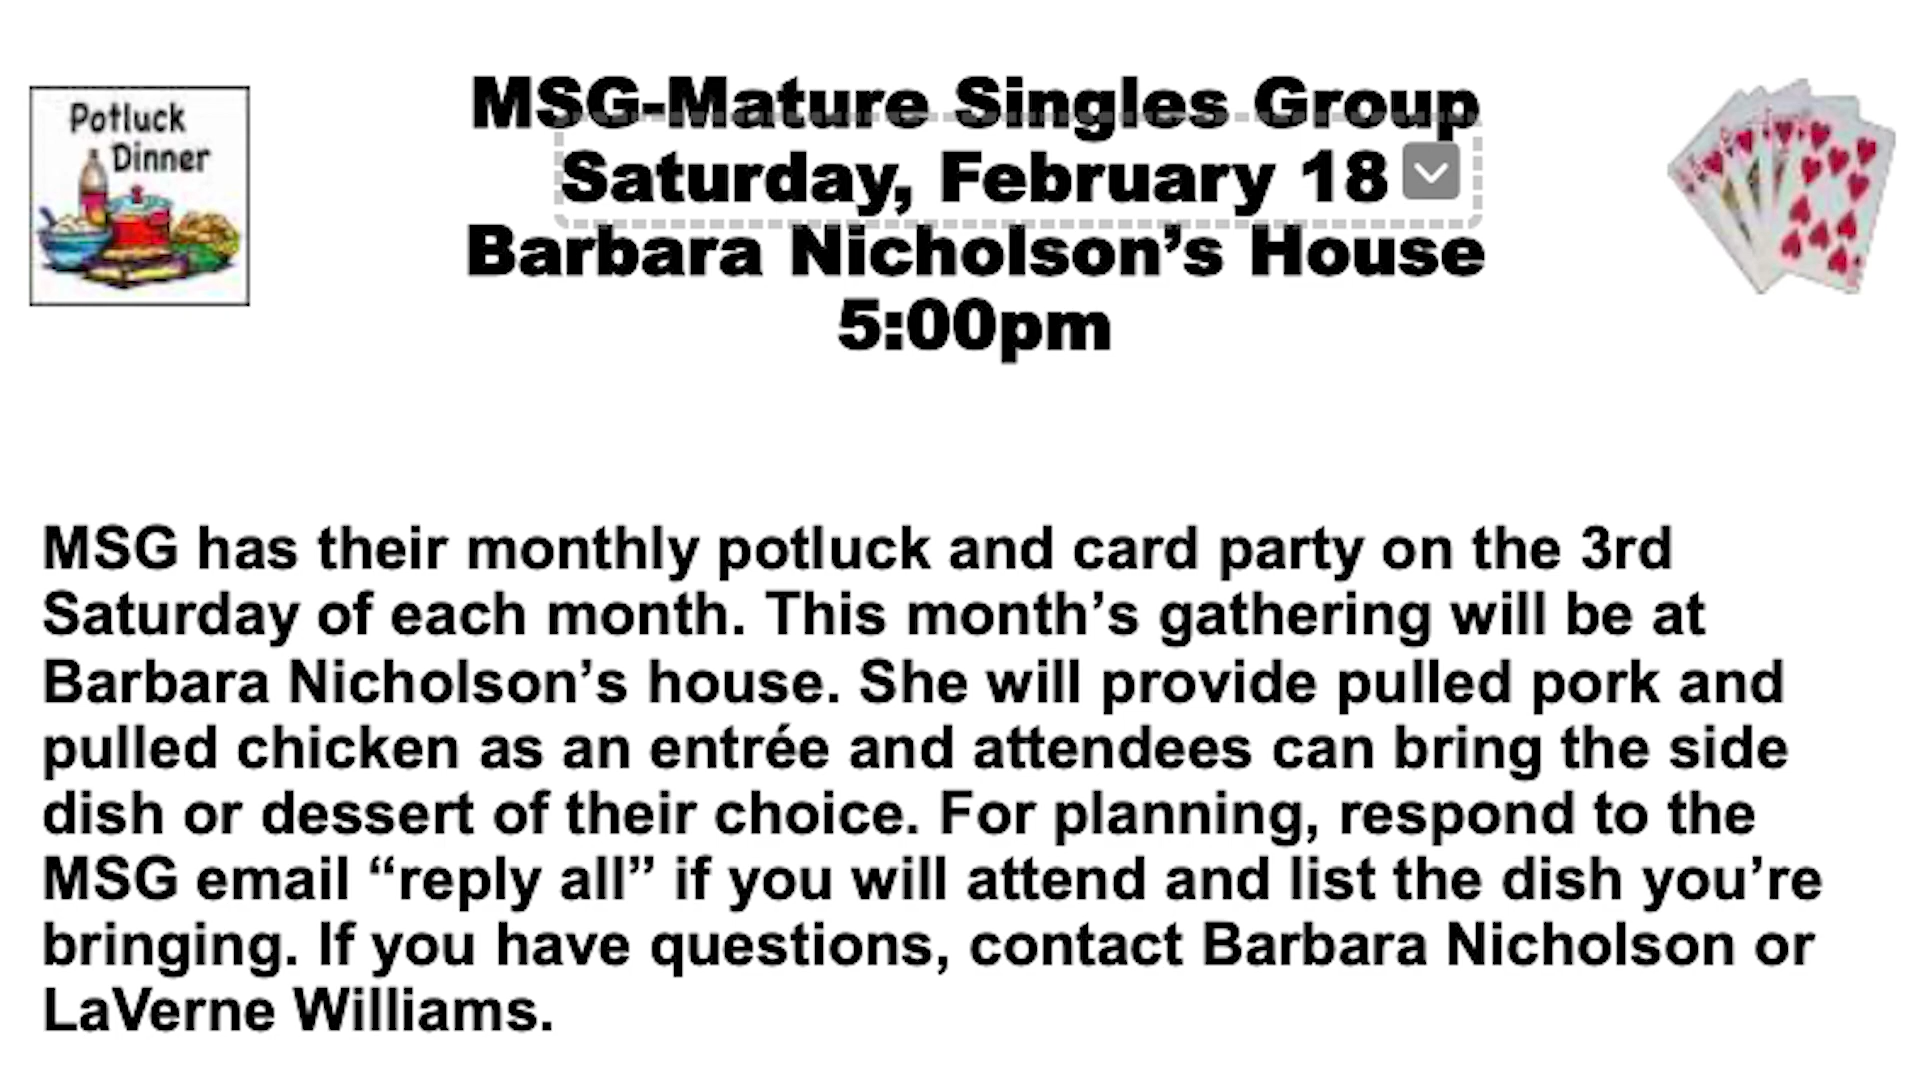 Potluck
Dinner
MSG-Mature Singles Group
Saturday, February 18
Barbara Nicholson’s House
5:00pm
MSG has their monthly potluck and card party on the 3rd
Saturday of each month. This month’s gathering will be at
Barbara Nicholson’s house. She will provide pulled pork and
pulled chicken as an entrée and attendees can bring the side
dish or dessert of their choice. For planning, respond to the
MSG email “reply all” if you will attend and list the dish you’re
bringing. If you have questions, contact Barbara Nicholson or
LaVerne Williams.